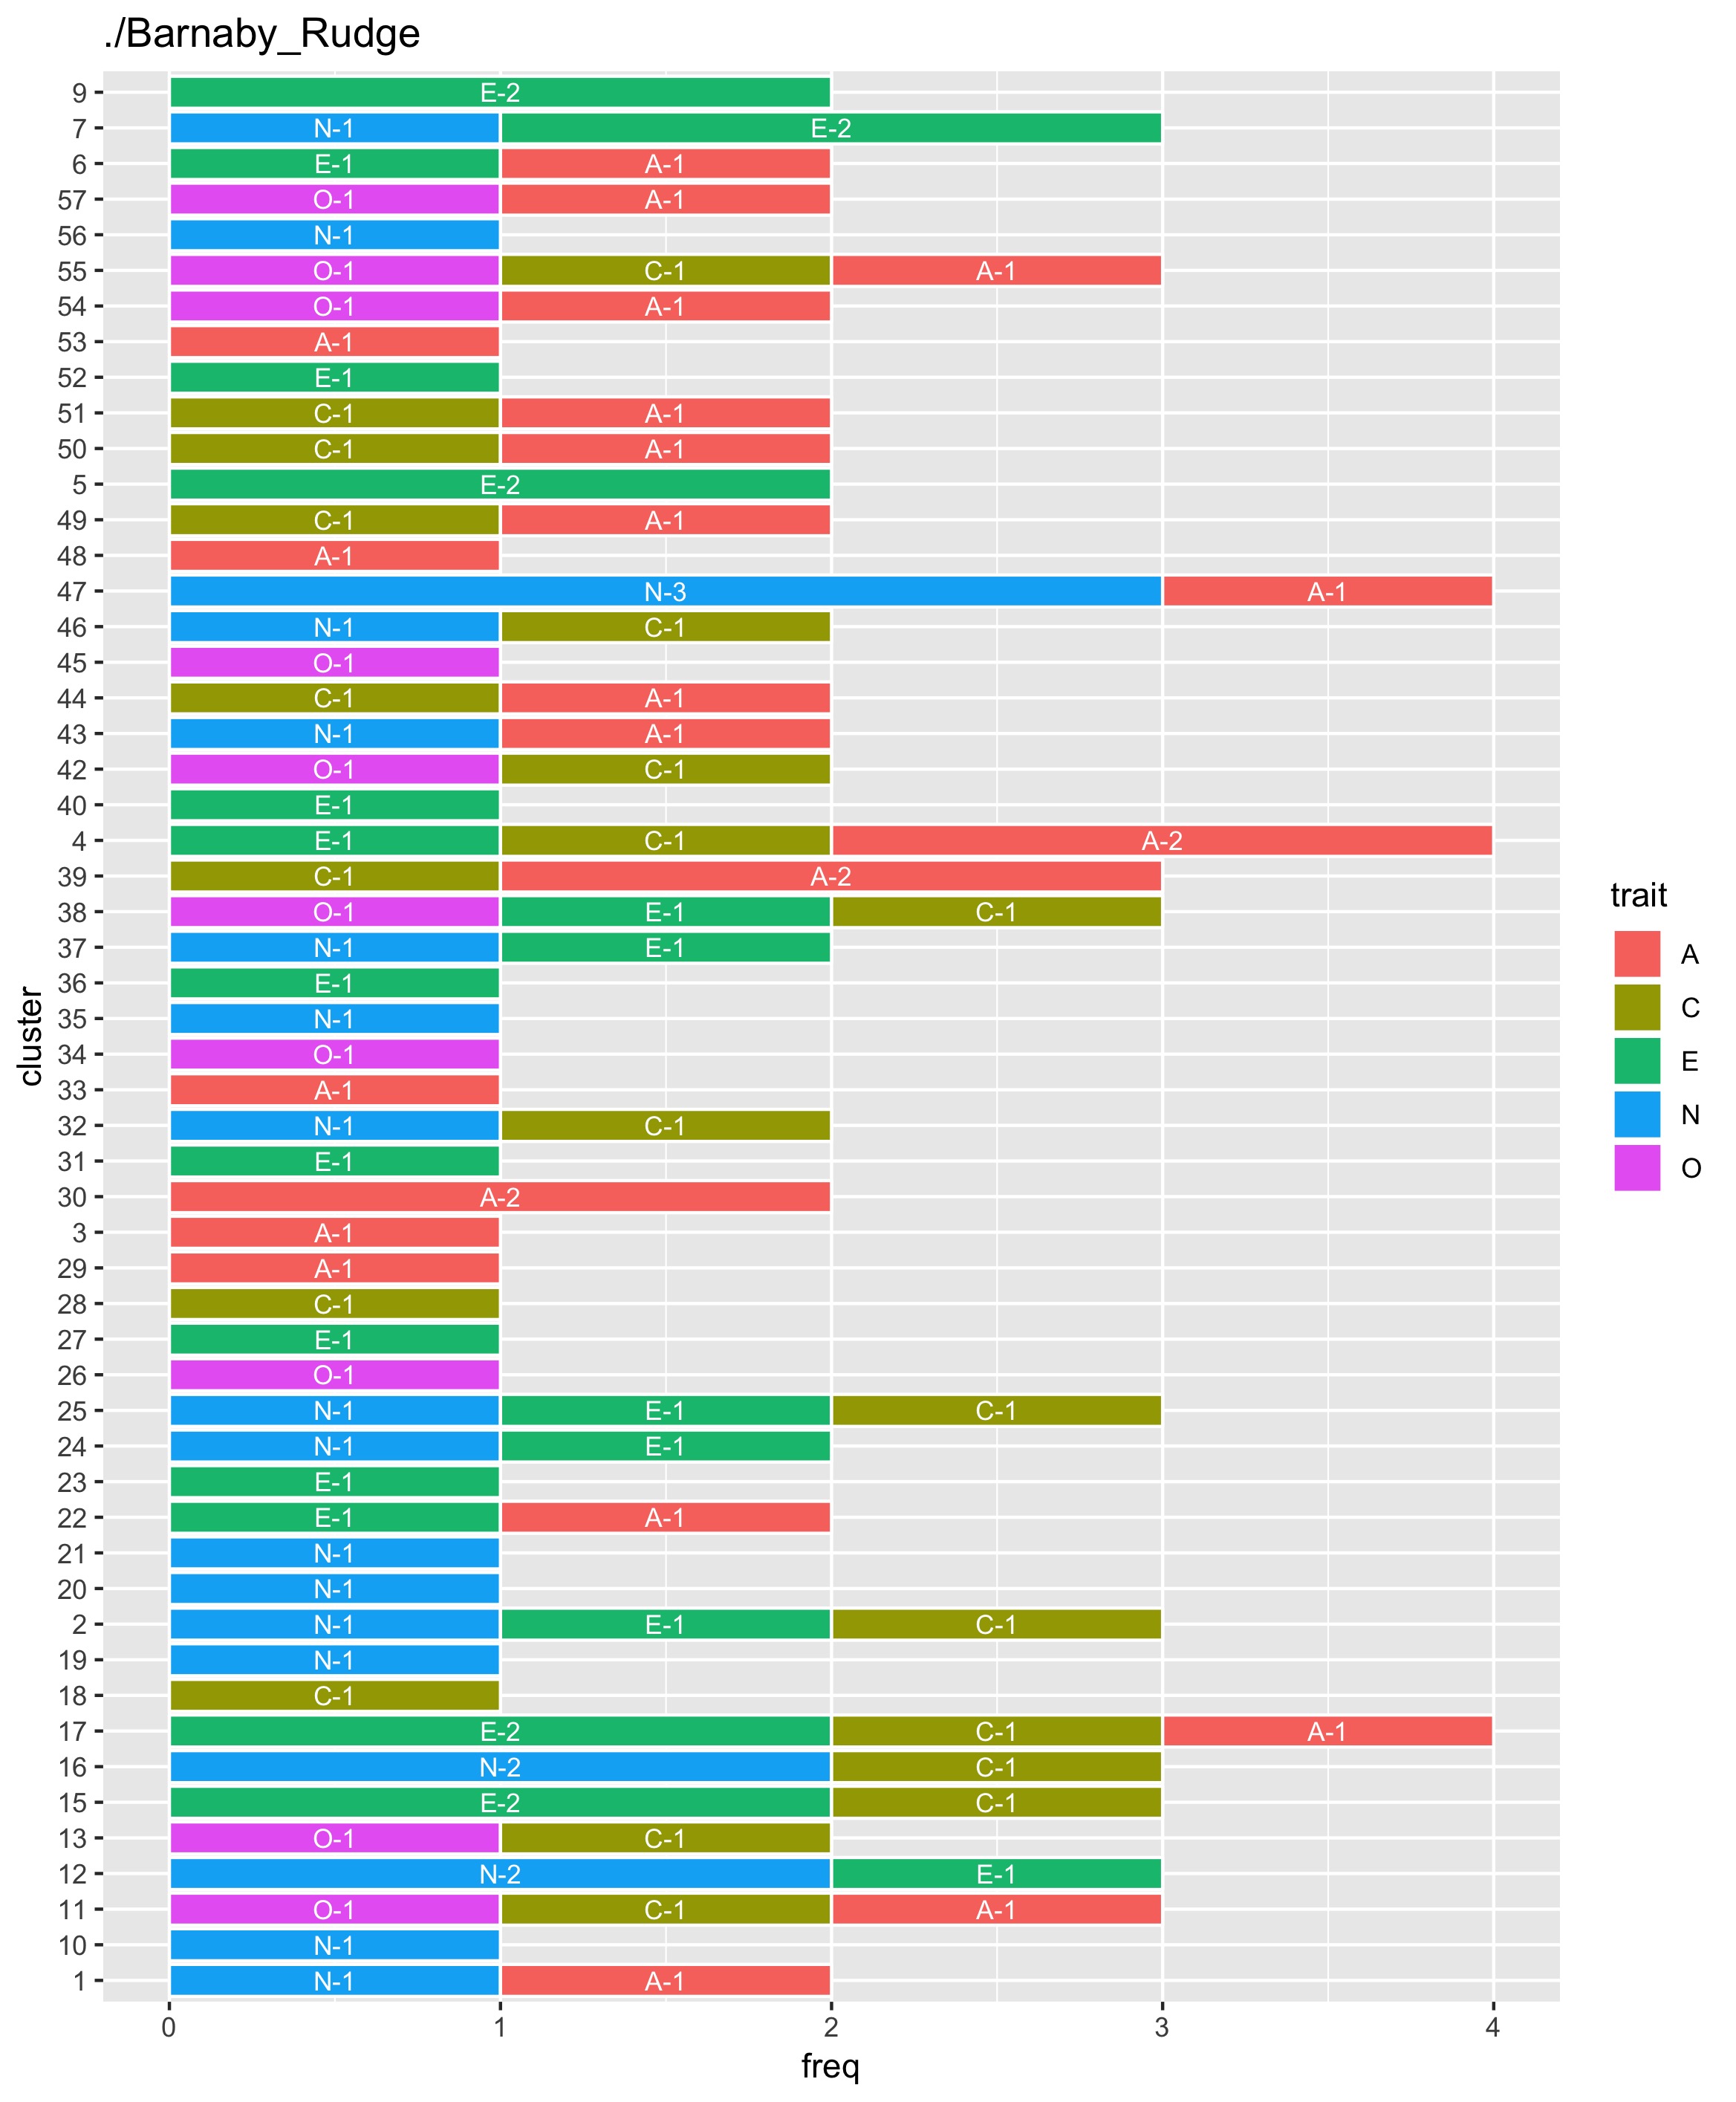 ./Barnaby_Rudge
9 E-2
7 N-1 E-2
6 E-1 A-1
57 O-1 A-1
56 N-1
55 O-1 C-1 A-1
54 O-1 A-1
53 A-1
52 E-1
51 C-1 A-1
50 C-1 A-1
5 E-2
49 C-1 A-1
48 A-1
47 N-3 A-1
46 N-1 C-1
45 O-1
44 C-1 A-1
43 N-1 A-1
42 O-1 C-1
40 E-1
4 E-1 C-1 A-2
39 C-1 A-2
38 O-1 E-1 C-1
37 N-1 E-1
36 E-1
35 N-1
34 O-1
33 A-1
32 N-1 C-1
31 E-1
30 A-2
3 A-1
29 A-1
28 C-1
27 E-1
26 O-1
25 N-1 E-1 C-1
24 N-1 E-1
23 E-1
22 E-1 A-1
21 N-1
20 N-1
2 N-1 E-1 C-1
19 N-1
18 C-1
17 E-2 C-1 A-1
16 N-2 C-1
15 E-2 C-1
13 O-1 C-1
12 N-2 E-1
11 O-1 C-1 A-1
10 N-1
1 N-1 A-1
0 1 2 3 4
freq
cluster
trait
A
C
E
N
O